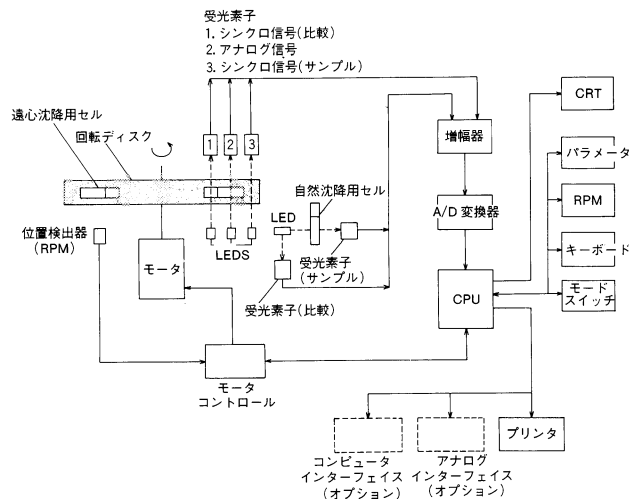 受光素子
1. シンクロ信号(比較)
2. アナログ信号
3. シンクロ信号(サンプル)
遠心沈降用セル
回転ディスク
1
2
3
増幅器
CRT
パラメータ
自然沈降用セル
LED
A/D 変換器
RPM
位置検出器
(RPM)
LEDS
受光素子
(サンプル)
キーボード
モータ
受光素子(比較)
CPU
モード
スイッチ
モータ
コントロール
プリンタ
コンピュータ
インターフェイス
(オプション)
アナログ
インターフェイス
(オプション)